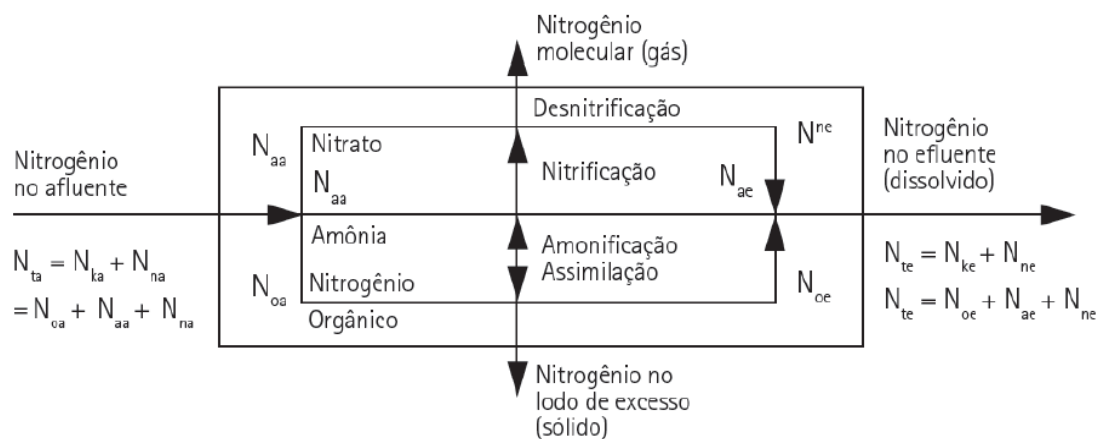 Nitrogênio
molecular (gás)
Desnitrificação
N_aa
Nitrato
N^ne
Nitrogênio
no afluente
N_aa
Nitrificação
N_ae
Nitrogênio
no efluente
(dissolvido)
Amônia
Amonificação
Assimilação
N_ta = N_ka + N_na
= N_oa + N_aa + N_na
N_oa
Nitrogênio
Orgânico
N_oe
N_te = N_ke + N_ne
N_te = N_oe + N_ae + N_ne
Nitrogênio no
lodo de excesso
(sólido)